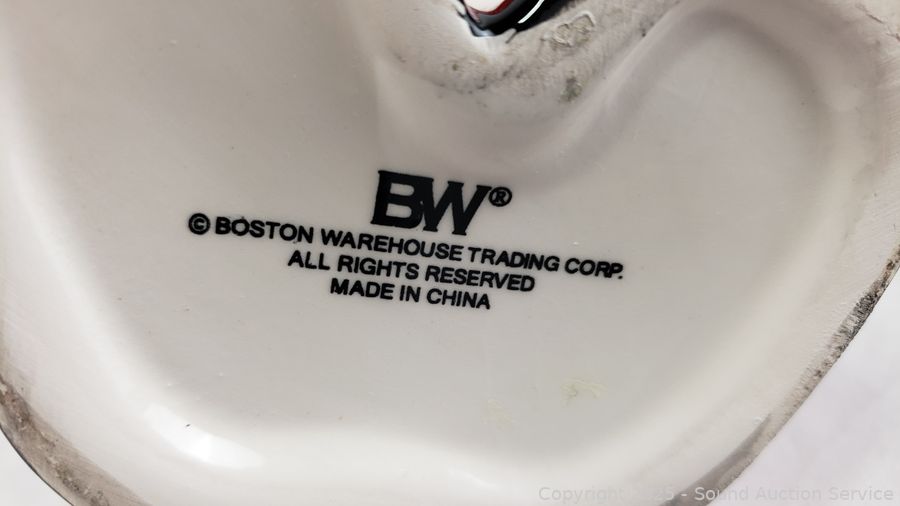 BW®
© BOSTON WAREHOUSE TRADING CORP.
ALL RIGHTS RESERVED
MADE IN CHINA
Copyright 2025 - Sound Auction Service